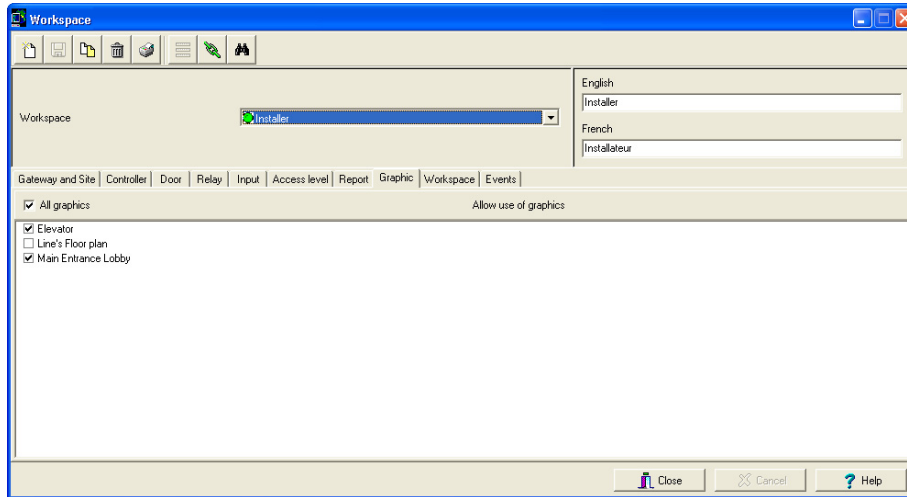 Workspace
Workspace
Installer
English
Installer
French
Installateur
Gateway and Site Controller Door Relay Input Access level Report Graphic Workspace Events
All graphics Allow use of graphics
Elevator
Line's Floor plan
Main Entrance Lobby
Close Cancel ? Help